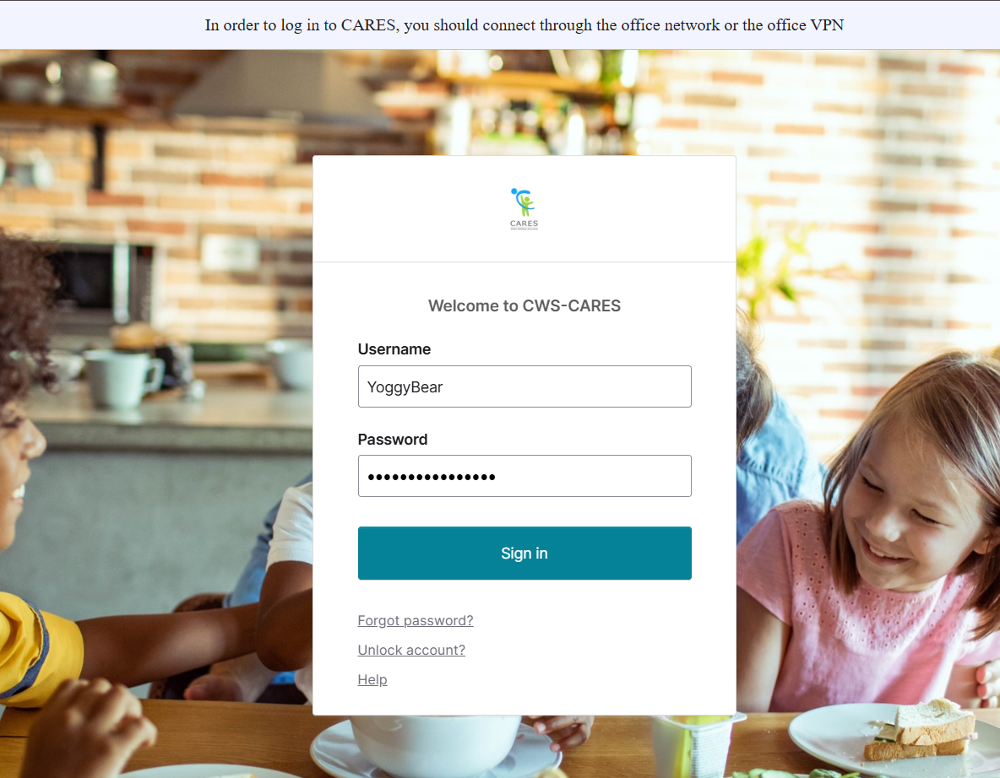 In order to log in to CARES, you should connect through the office network or the office VPN
CARES
Welcome to CWS-CARES
Username
YoggyBear
Password
••••••••••••••••
Sign in
Forgot password?
Unlock account?
Help